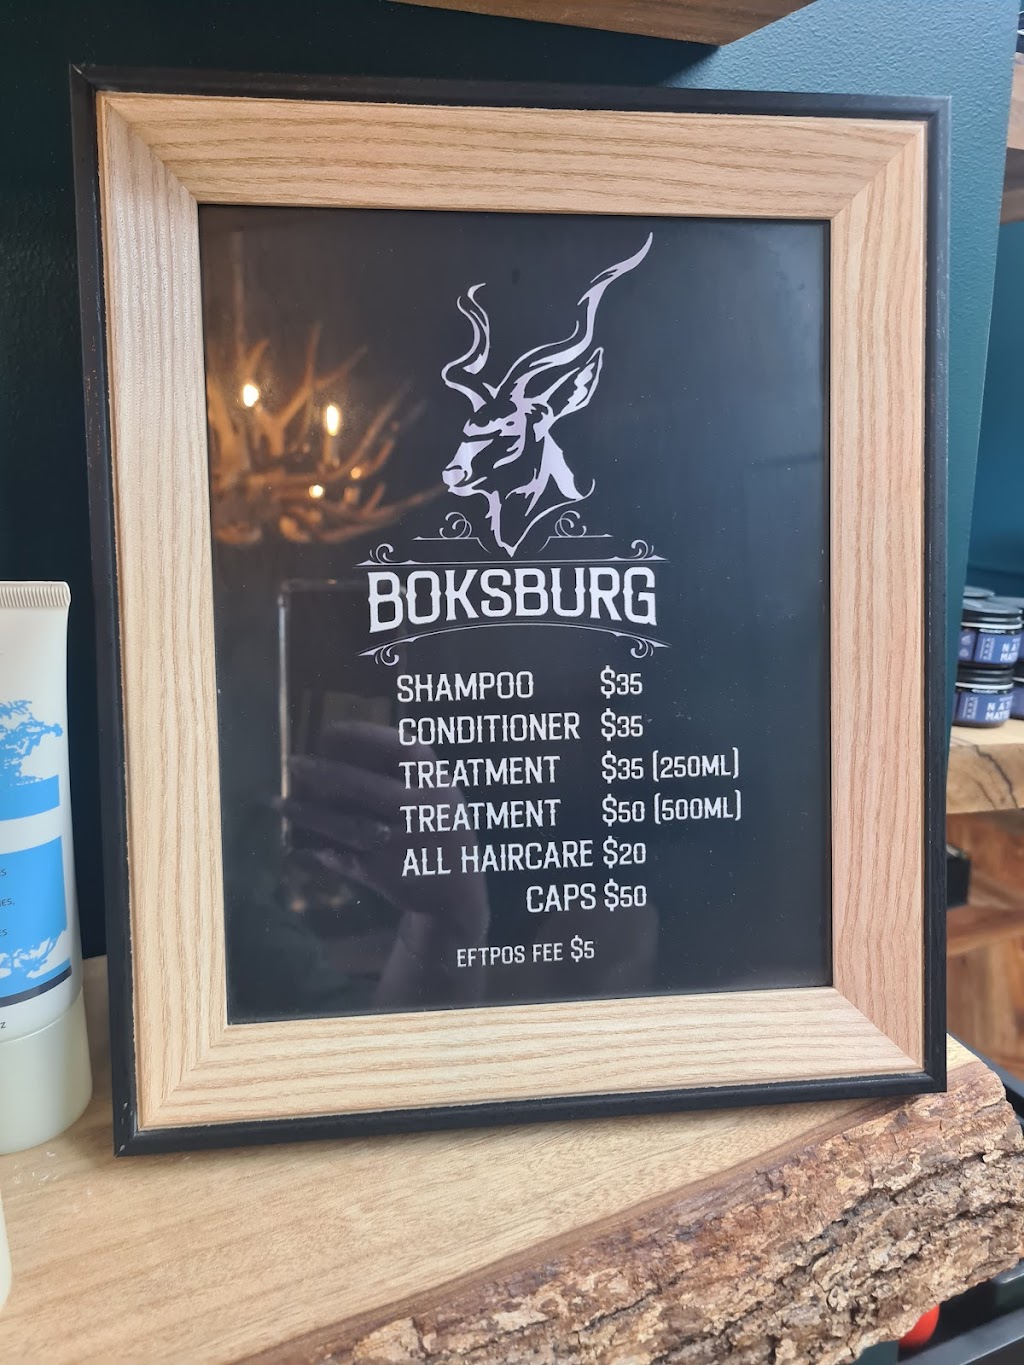 BOKSBURG
SHAMPOO $35
CONDITIONER $35
TREATMENT $35 (250ML)
TREATMENT $50 (500ML)
ALL HAIRCARE $20
CAPS $50
EFTPOS FEE $5